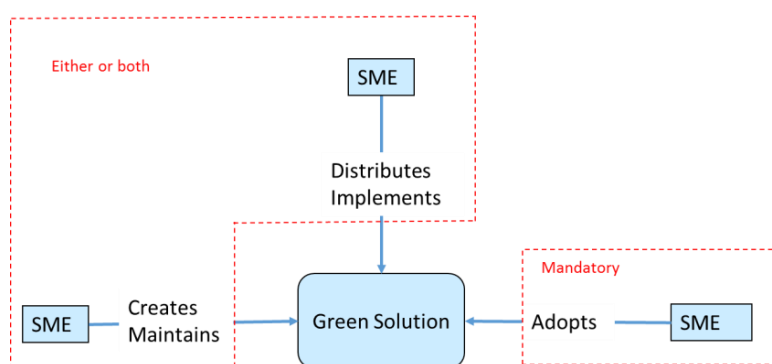 Either or both
SME
Distributes
Implements
Mandatory
SME
Creates
Maintains
Green Solution
Adopts
SME